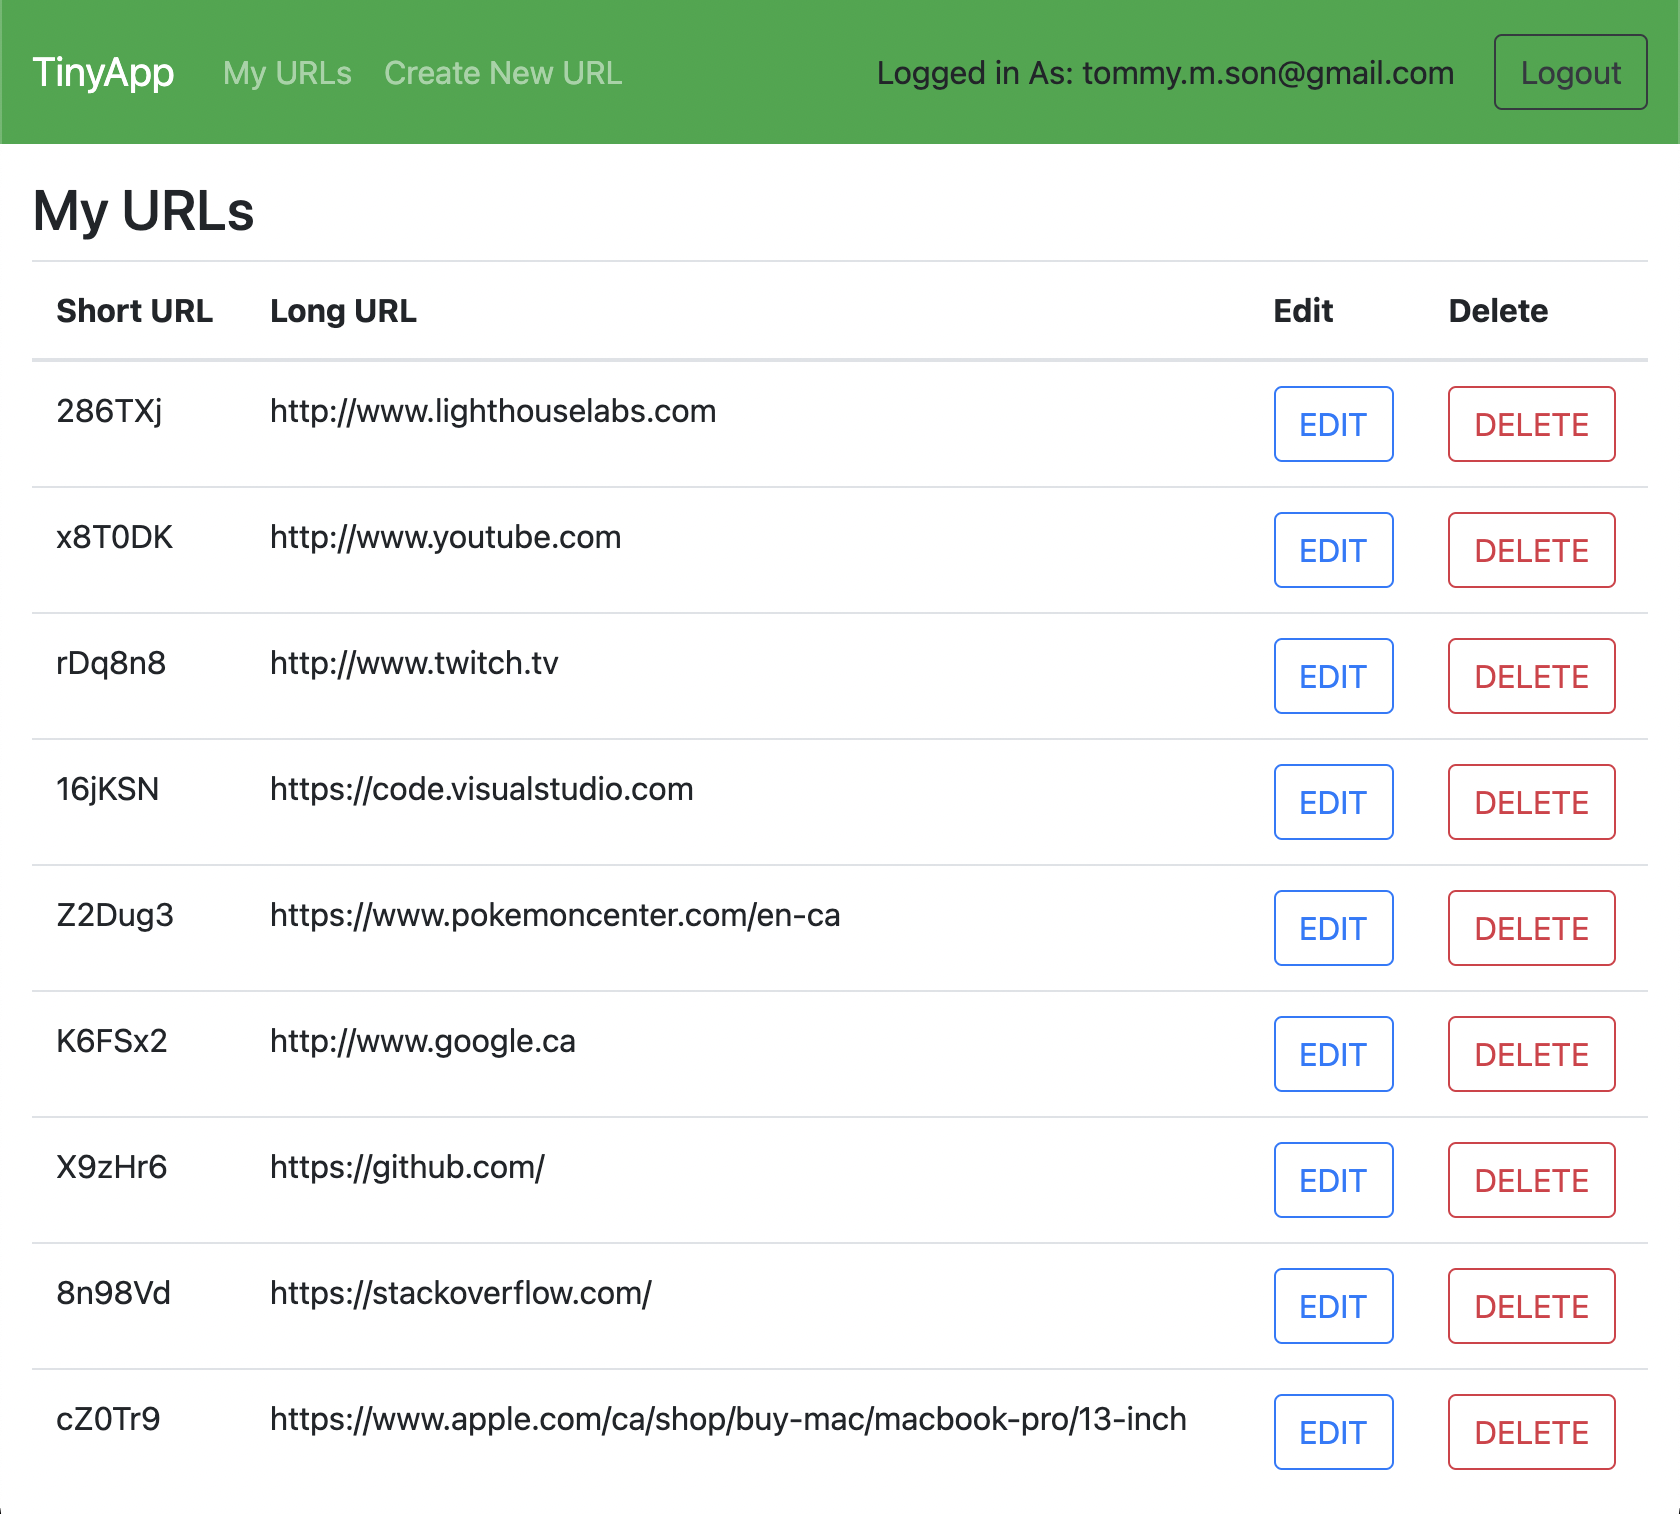 TinyApp My URLs Create New URL Logged in As: tommy.m.son@gmail.com Logout
My URLs
Short URL Long URL Edit Delete
286TXj http://www.lighthouselabs.com EDIT DELETE
x8T0DK http://www.youtube.com EDIT DELETE
rDq8n8 http://www.twitch.tv EDIT DELETE
16jKSN https://code.visualstudio.com EDIT DELETE
Z2Dug3 https://www.pokemoncenter.com/en-ca EDIT DELETE
K6FSx2 http://www.google.ca EDIT DELETE
X9zHr6 https://github.com/ EDIT DELETE
8n98Vd https://stackoverflow.com/ EDIT DELETE
cZ0Tr9 https://www.apple.com/ca/shop/buy-mac/macbook-pro/13-inch EDIT DELETE